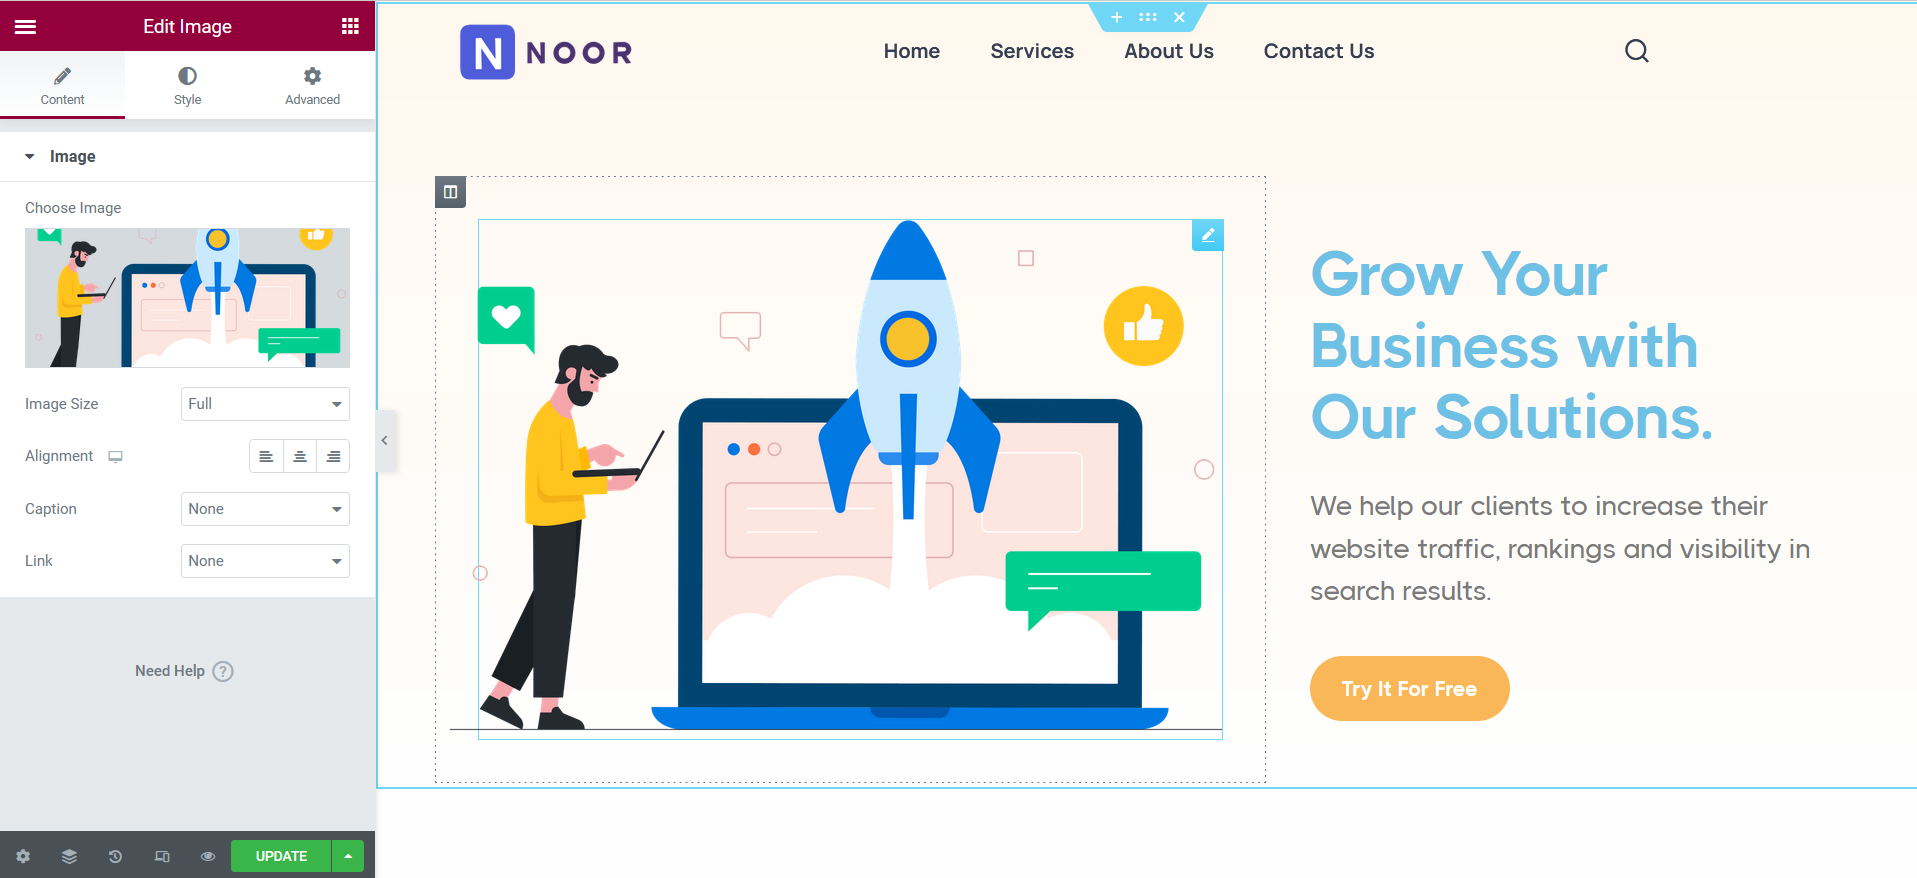 Edit Image
Content
Style
Advanced
Image
Choose Image
Image Size
Full
Alignment
Caption
None
Link
None
Need Help ?
UPDATE
N NOOR
Home
Services
About Us
Contact Us
Grow Your
Business with
Our Solutions.
We help our clients to increase their
website traffic, rankings and visibility in
search results.
Try It For Free